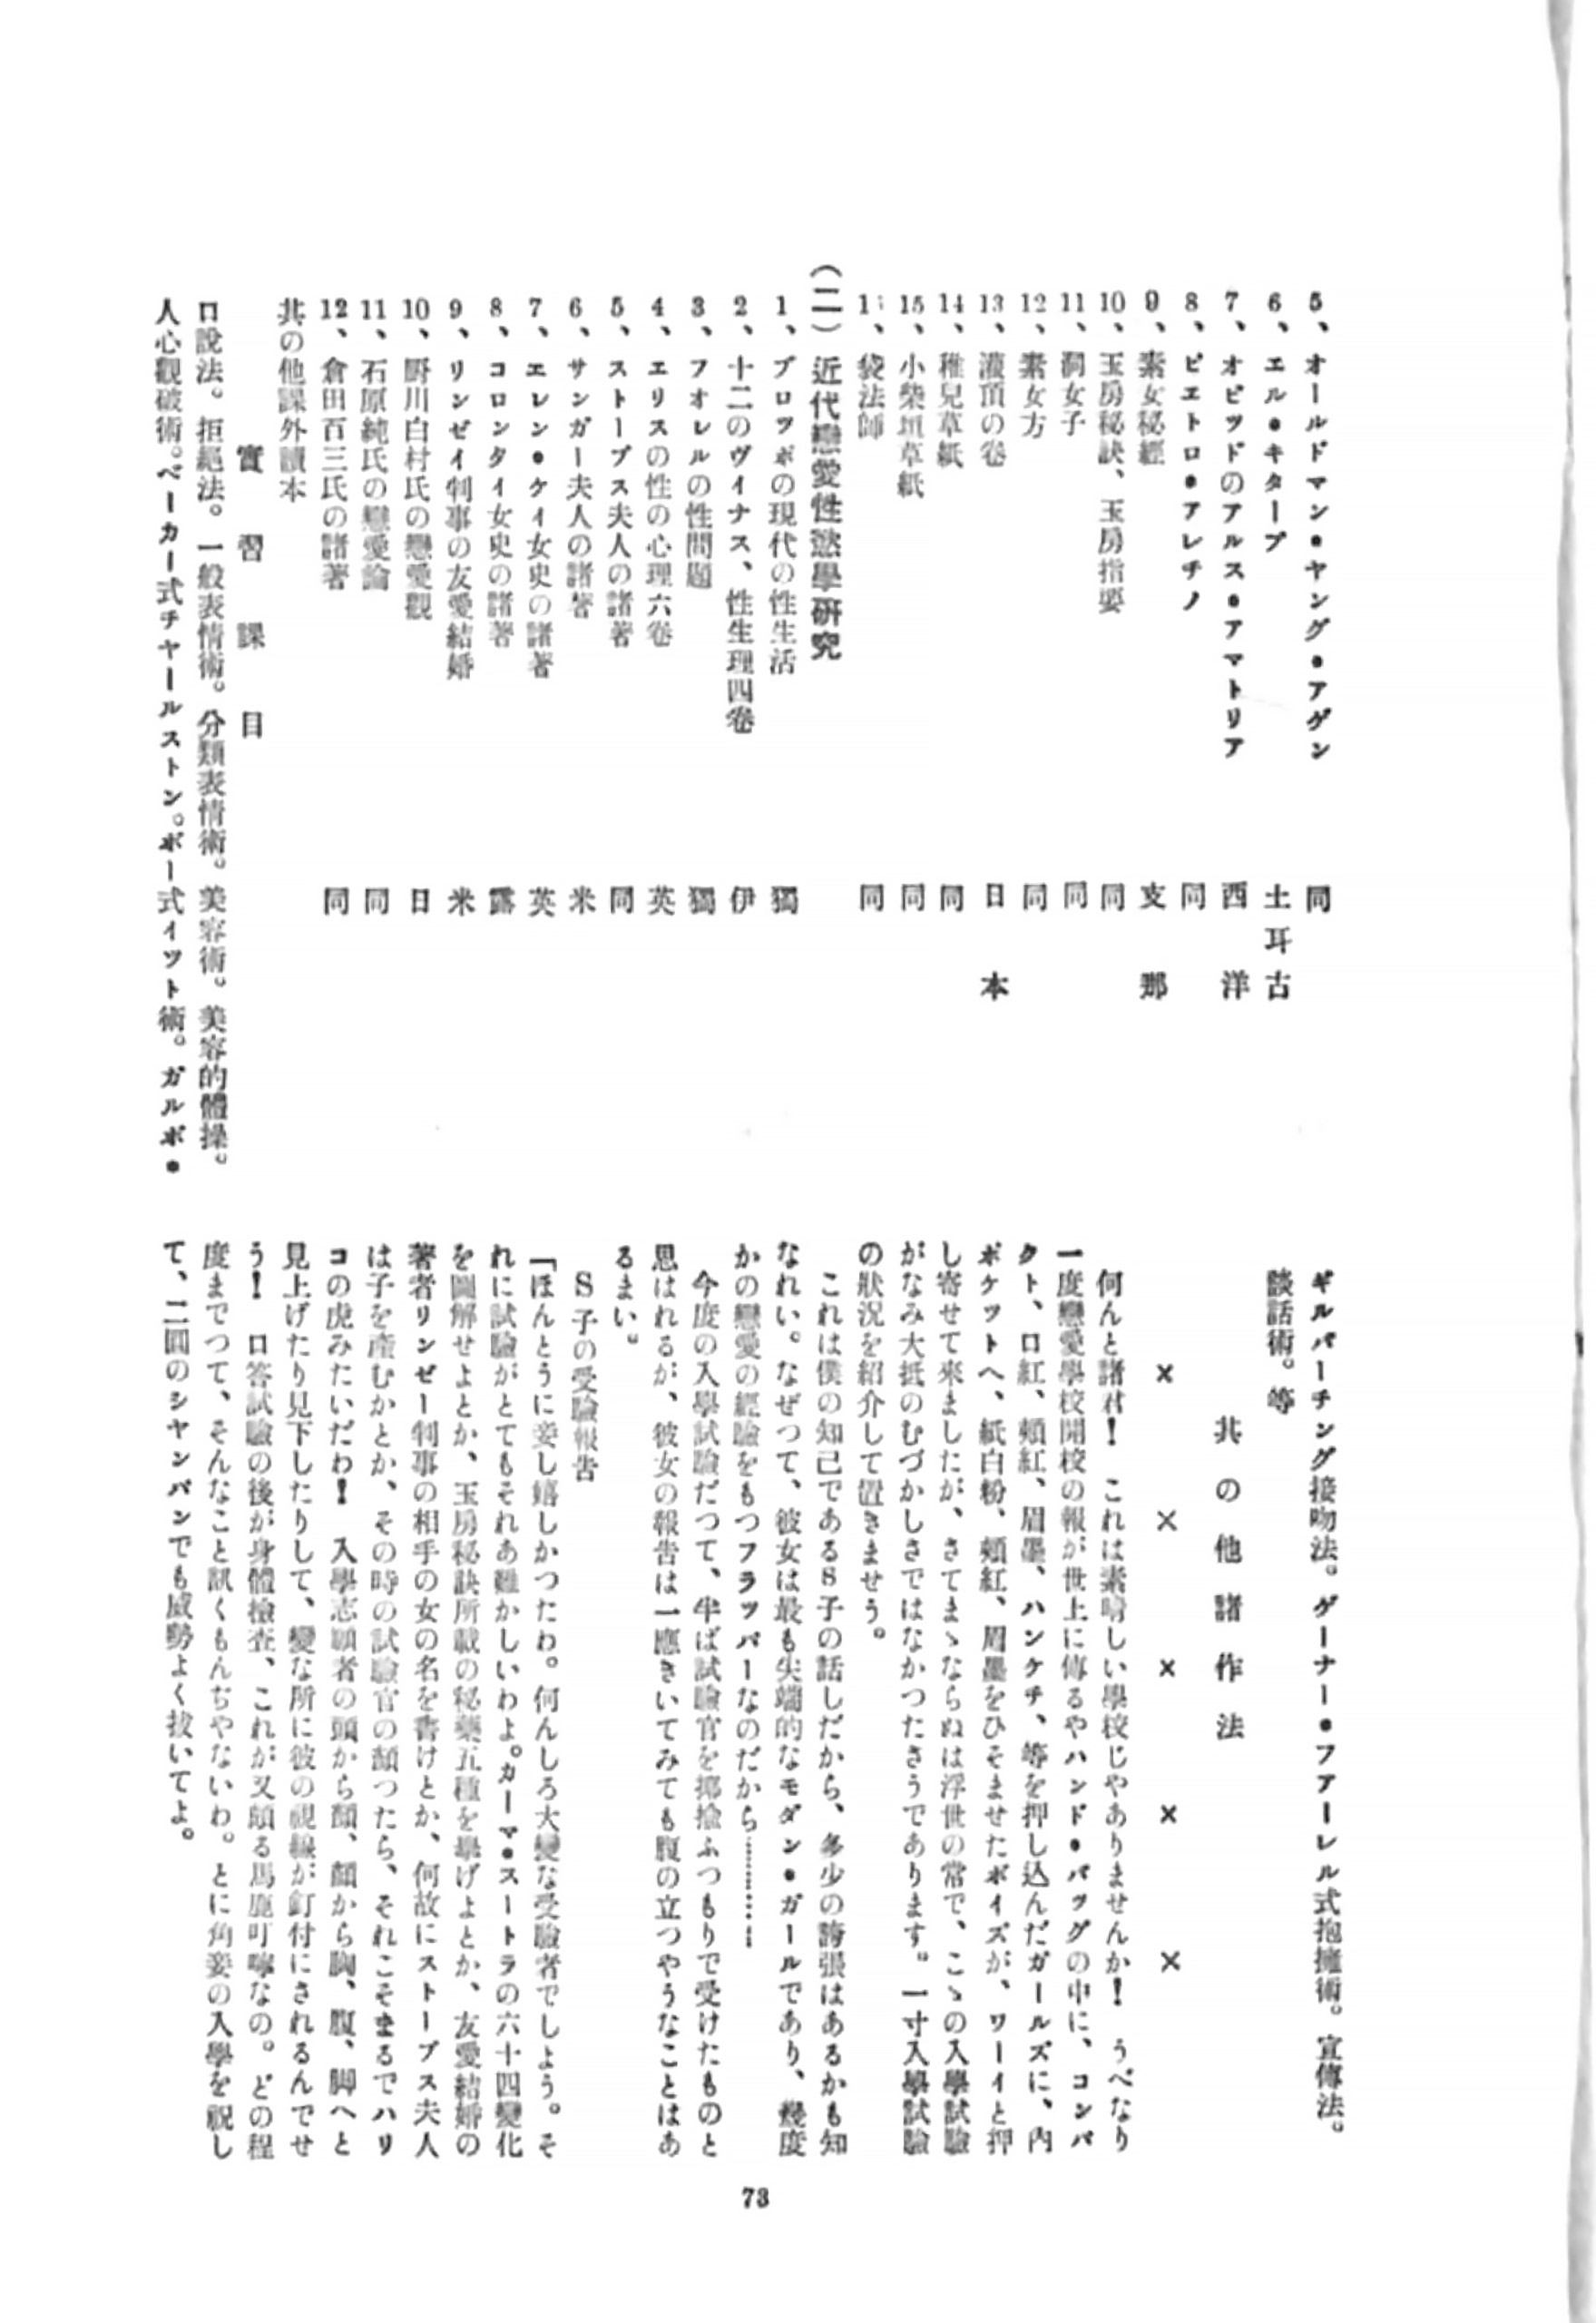 5、オールドマン・ヤング・アゲン 同
6、エル・キターブ 土耳古
7、オビッドのアルス・アマトリア 西洋
8、ピエトロ・アレチノ 同
9、素女秘經 支那
10、玉房秘訣、玉房指要 同
11、洞女子 同
12、素女方 同
13、灌頂の卷 日本
14、稚兒草紙 同
15、小柴垣草紙 同
袋法師 同
(二)近代戀愛性慾學研究
1、ブロッホの現代の性生活 獨
2、十二のヴイナス、性生理四卷 伊
3、フオレルの性問題 獨
4、エリスの性の心理六卷 英
5、ストープス夫人の諸著 同
6、サンガー夫人の諸著 米
7、エレン・ケイ女史の諸著 英
8、コロンタイ女史の諸著 露
9、リンゼイ判事の友愛結婚 米
10、厨川白村氏の戀愛觀 日
11、石原純氏の戀愛論 同
12、倉田百三氏の諸著 同
其の他課外讀本
實習課目
口說法。拒絕法。一般表情術。分類表情術。美容術。美容的體操。
人心觀破術。ベーカー式チヤールストン。ボー式イツト術。ガルボ・
ギルバーチング接吻法。ゲーナー・フアーレル式抱擁術。宣傳法。
談話術。等
其の他諸作法
× × × × ×
何んと諸君! これは素晴しい學校じやありませんか! うべなり
一度戀愛學校開校の報が世上に傳るやハンド・バッグの中に、コンパ
クト、口紅、頰紅、眉墨、ハンケチ、等を押し込んだガールズに、內
ポケットへ、紙白粉、頰紅、眉墨をひそませたボイズが、ワーイと押
し寄せて來ましたが、さてまゝならぬは浮世の常で、こゝの入學試驗
がなみ大抵のむづかしさではなかつたさうであります。一寸入學試驗
の狀況を紹介して置きませう。
これは僕の知己であるS子の話しだから、多少の誇張はあるかも知
なれい。なぜつて、彼女は最も尖端的なモダン・ガールであり、幾度
かの戀愛の經驗をもつフラッパーなのだから…………
今度の入學試驗だつて、半ば試驗官を揶揄ふつもりで受けたものと
思はれるが、彼女の報告は一應きいてみても腹の立つやうなことはあ
るまい。
S子の受驗報告
「ほんとうに妾し嬉しかつたわ。何んしろ大變な受驗者でしよう。そ
れに試驗がとてもそれあ難かしいわよ。カーマ・スートラの六十四變化
を圖解せよとか、玉房秘訣所載の秘藥五種を擧げよとか、友愛結婚の
著者リンゼー判事の相手の女の名を書けとか、何故にストープス夫人
は子を產むかとか、その時の試驗官の顏つたら、それこそまるでハリ
コの虎みたいだわ! 入學志願者の頭から顏、顏から胸、腹、脚へと
見上げたり見下したりして、變な所に彼の視線が釘付にされるんでせ
う! 口答試驗の後が身體檢査、これが又頗る馬鹿叮嚀なの。どの程
度までつて、そんなこと訊くもんぢやないわ。とに角妾の入學を祝し
て、二圓のシヤンパンでも威勢よく拔いてよ。
73